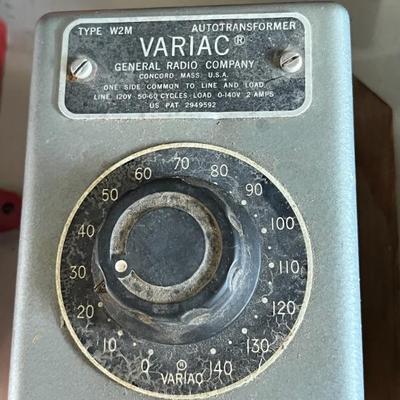 TYPE W2M AUTOTRANSFORMER
VARIAC®
GENERAL RADIO COMPANY
CONCORD MASS. U.S.A.
ONE SIDE COMMON TO LINE AND LOAD
LINE 120V 50-60 CYCLES LOAD 0-140V 2 AMPS
US PAT 2949592
0
10
20
30
40
50
60
70
80
90
100
110
120
130
140
®
VARIAC